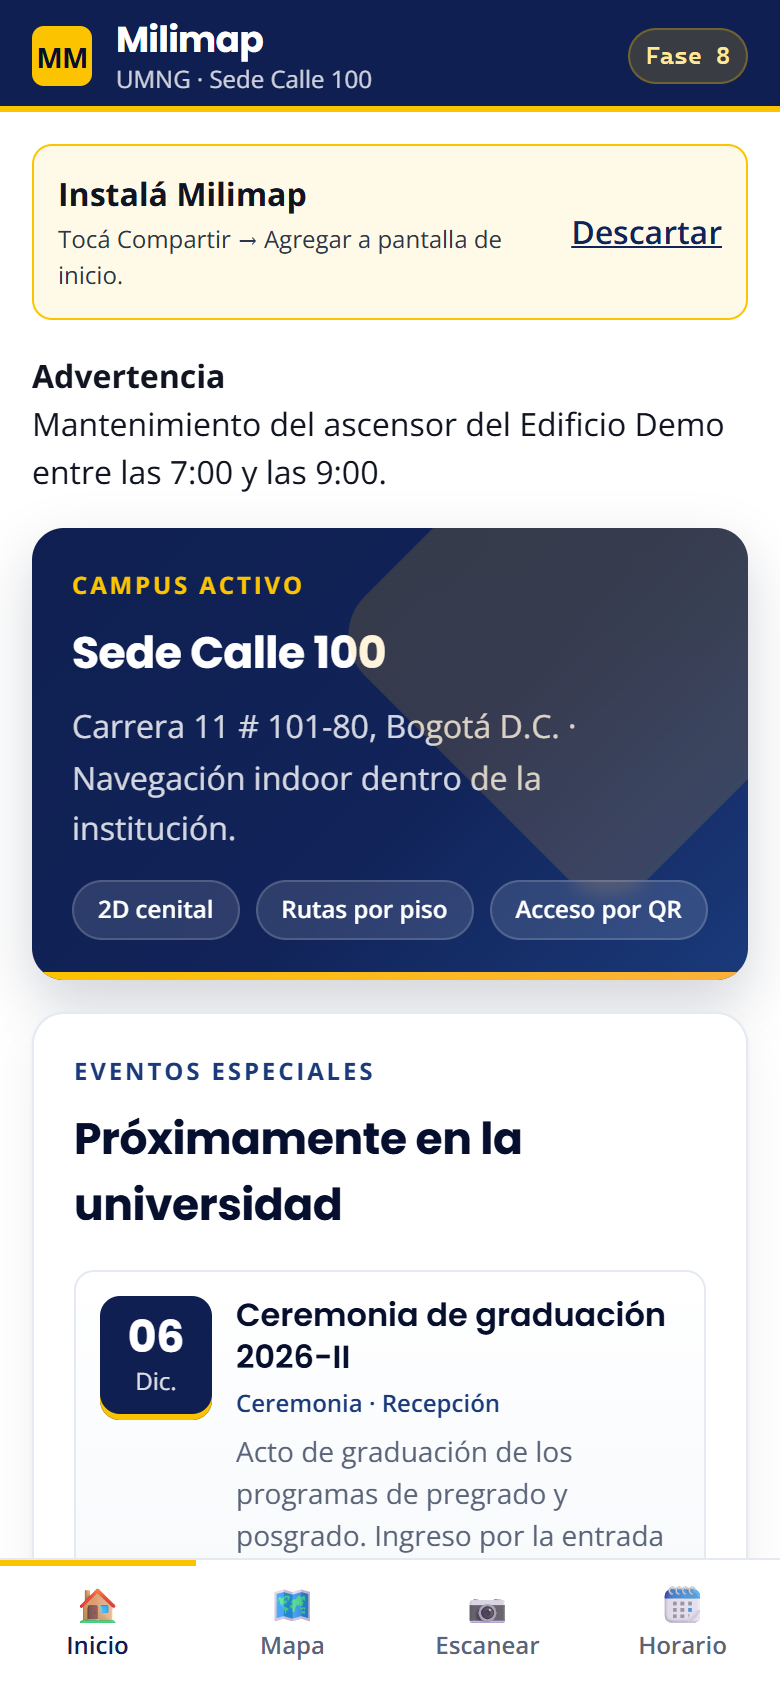 MM
Milimap
UMNG · Sede Calle 100
Fase 8
Instalá Milimap
Tocá Compartir → Agregar a pantalla de
inicio.
Descartar
Advertencia
Mantenimiento del ascensor del Edificio Demo
entre las 7:00 y las 9:00.
CAMPUS ACTIVO
Sede Calle 100
Carrera 11 # 101-80, Bogotá D.C. ·
Navegación indoor dentro de la
institución.
2D cenital
Rutas por piso
Acceso por QR
EVENTOS ESPECIALES
Próximamente en la
universidad
06
Dic.
Ceremonia de graduación
2026-II
Ceremonia · Recepción
Acto de graduación de los
programas de pregrado y
posgrado. Ingreso por la entrada
Inicio
Mapa
Escanear
Horario